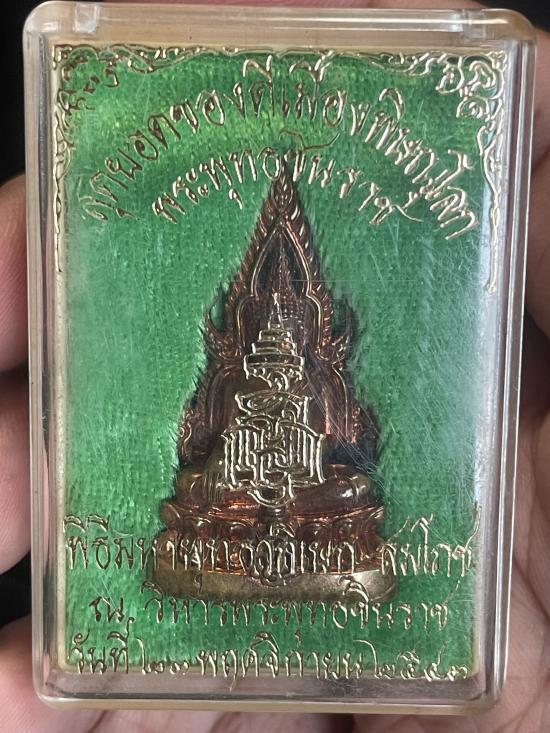 สุดยอดของดีเมืองพิษณุโลก
พระพุทธชินราช
พิธีมหาพุทธาภิเษก สมโภช
ณ วิหารพระพุทธชินราช
วันที่ ๒๓ พฤศจิกายน ๒๕๔๓